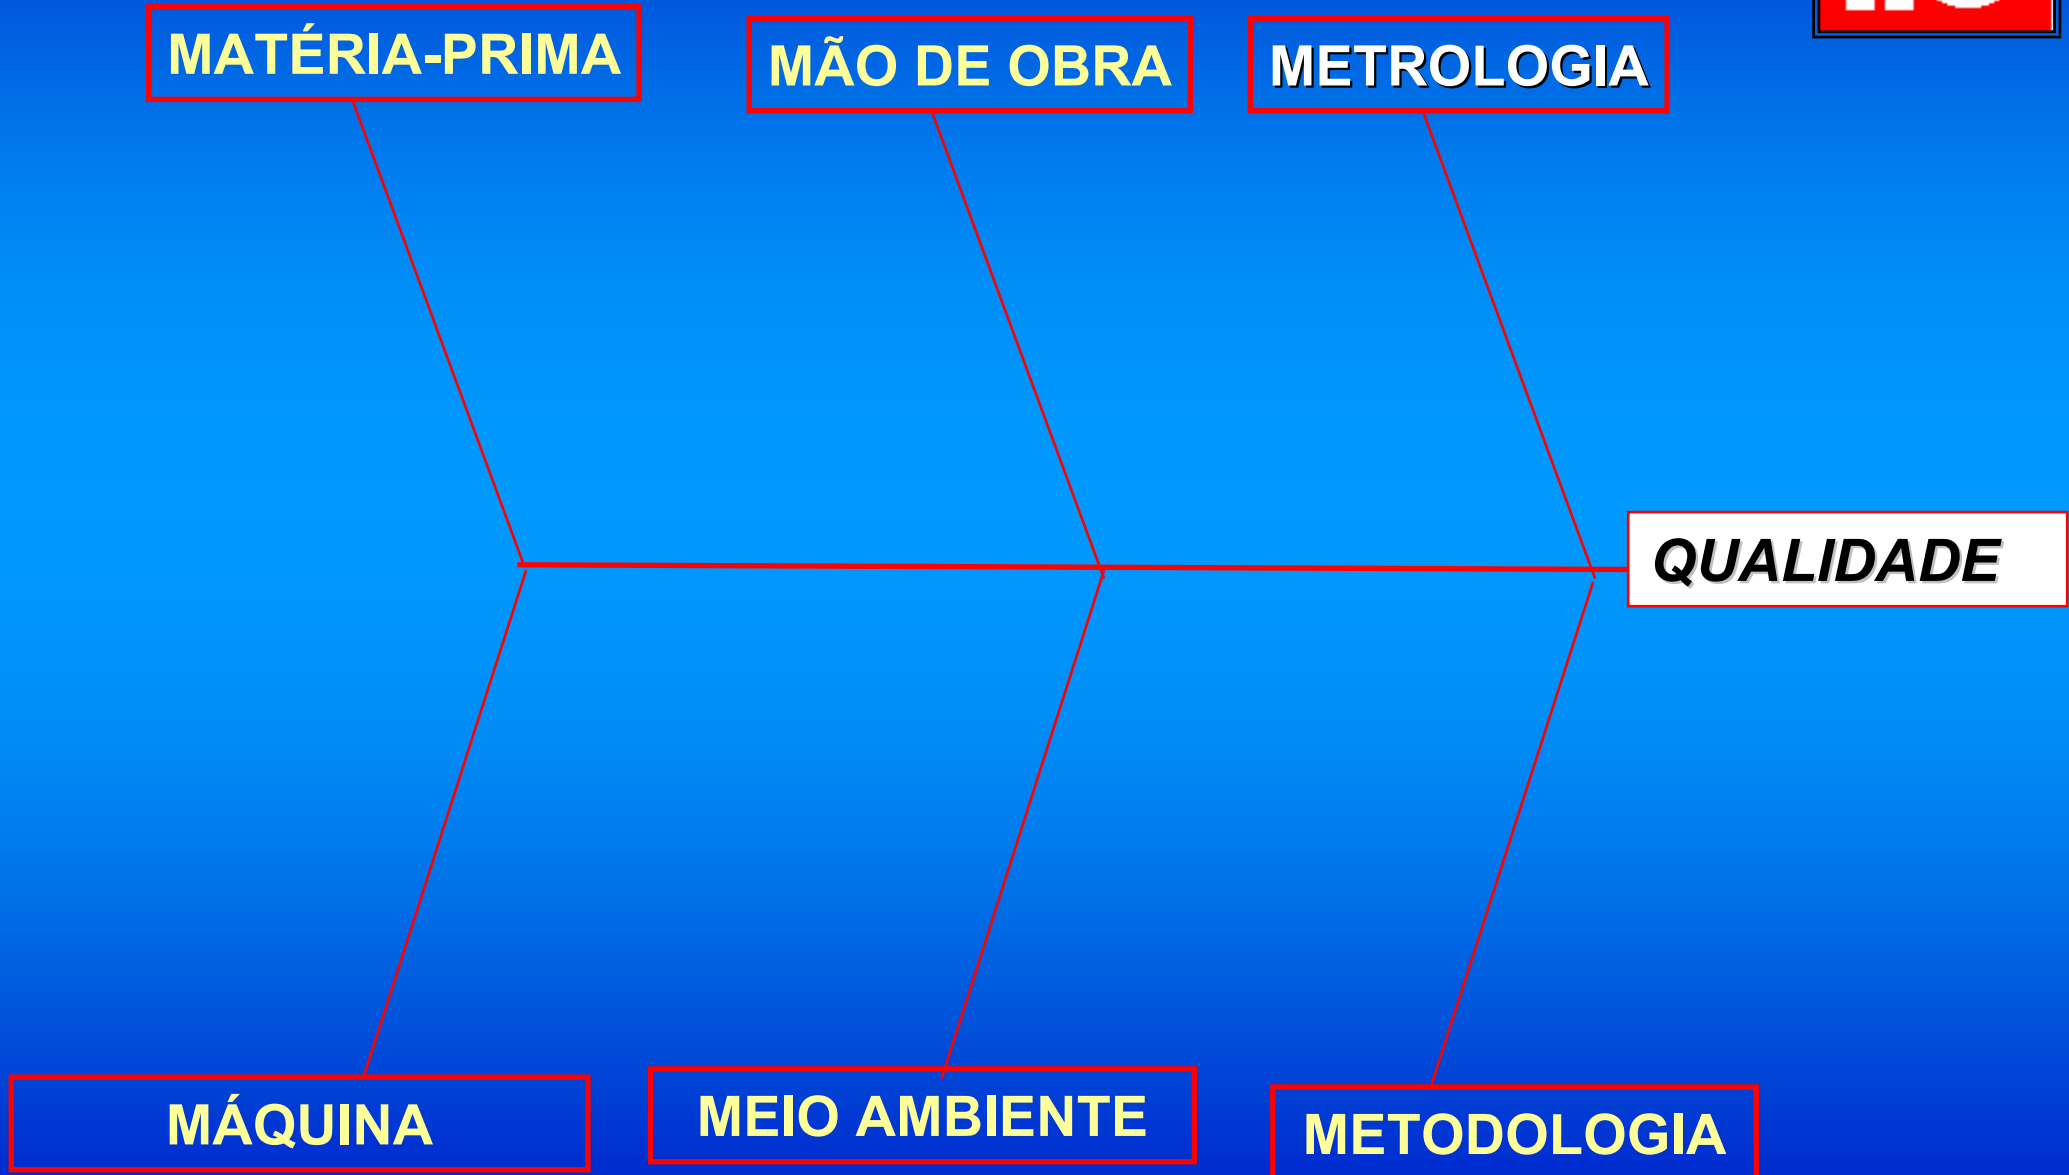 MATÉRIA-PRIMA
MÃO DE OBRA
METROLOGIA
QUALIDADE
MÁQUINA
MEIO AMBIENTE
METODOLOGIA